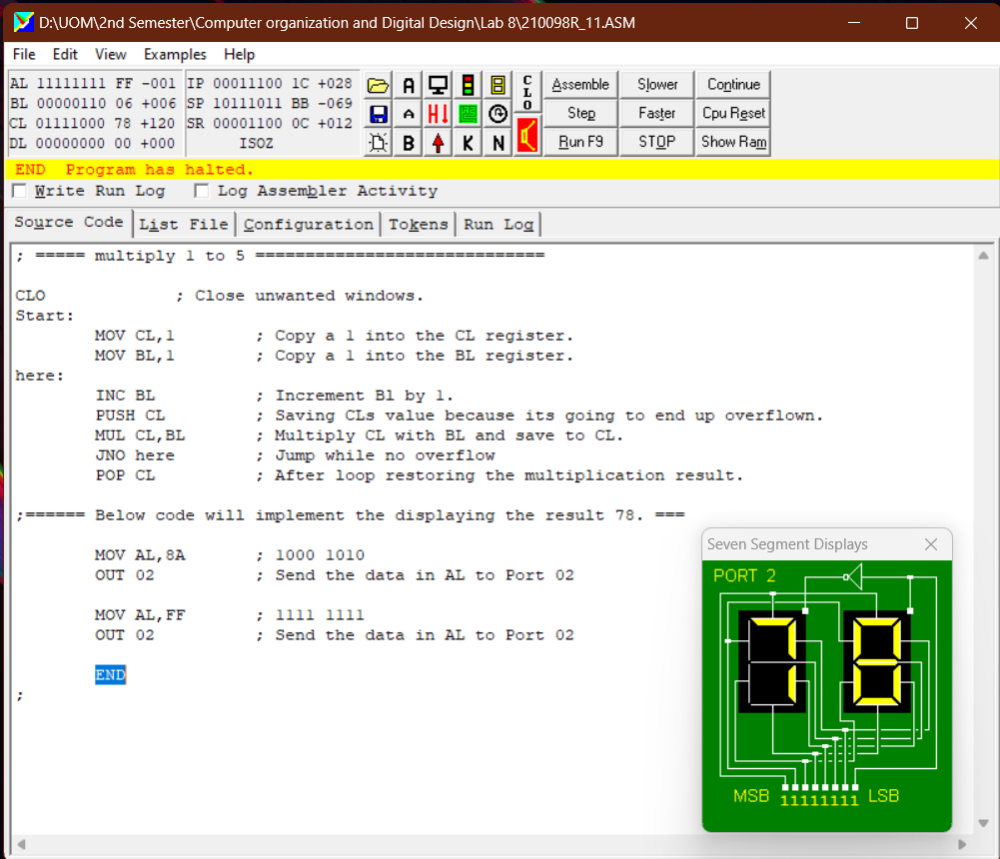 D:\UOM\2nd Semester\Computer organization and Digital Design\Lab 8\210098R_11.ASM
File Edit View Examples Help
AL 11111111 FF -001 IP 00011100 1C +028
BL 00000110 06 +006 SP 10111011 BB -069
CL 01111000 78 +120 SR 00001100 0C +012
DL 00000000 00 +000 ISOZ
A CLO
A H↓
B K N
Assemble Slower Continue
Step Faster Cpu Reset
Run F9 STOP Show Ram
END Program has halted.
Write Run Log Log Assembler Activity
Source Code List File Configuration Tokens Run Log
; ===== multiply 1 to 5 =============================
CLO ; Close unwanted windows.
Start:
MOV CL,1 ; Copy a 1 into the CL register.
MOV BL,1 ; Copy a 1 into the BL register.
here:
INC BL ; Increment Bl by 1.
PUSH CL ; Saving CLs value because its going to end up overflown.
MUL CL,BL ; Multiply CL with BL and save to CL.
JNO here ; Jump while no overflow
POP CL ; After loop restoring the multiplication result.
;====== Below code will implement the displaying the result 78. ===
MOV AL,8A ; 1000 1010
OUT 02 ; Send the data in AL to Port 02
MOV AL,FF ; 1111 1111
OUT 02 ; Send the data in AL to Port 02
END
;
Seven Segment Displays
PORT 2
78
MSB 11111111 LSB